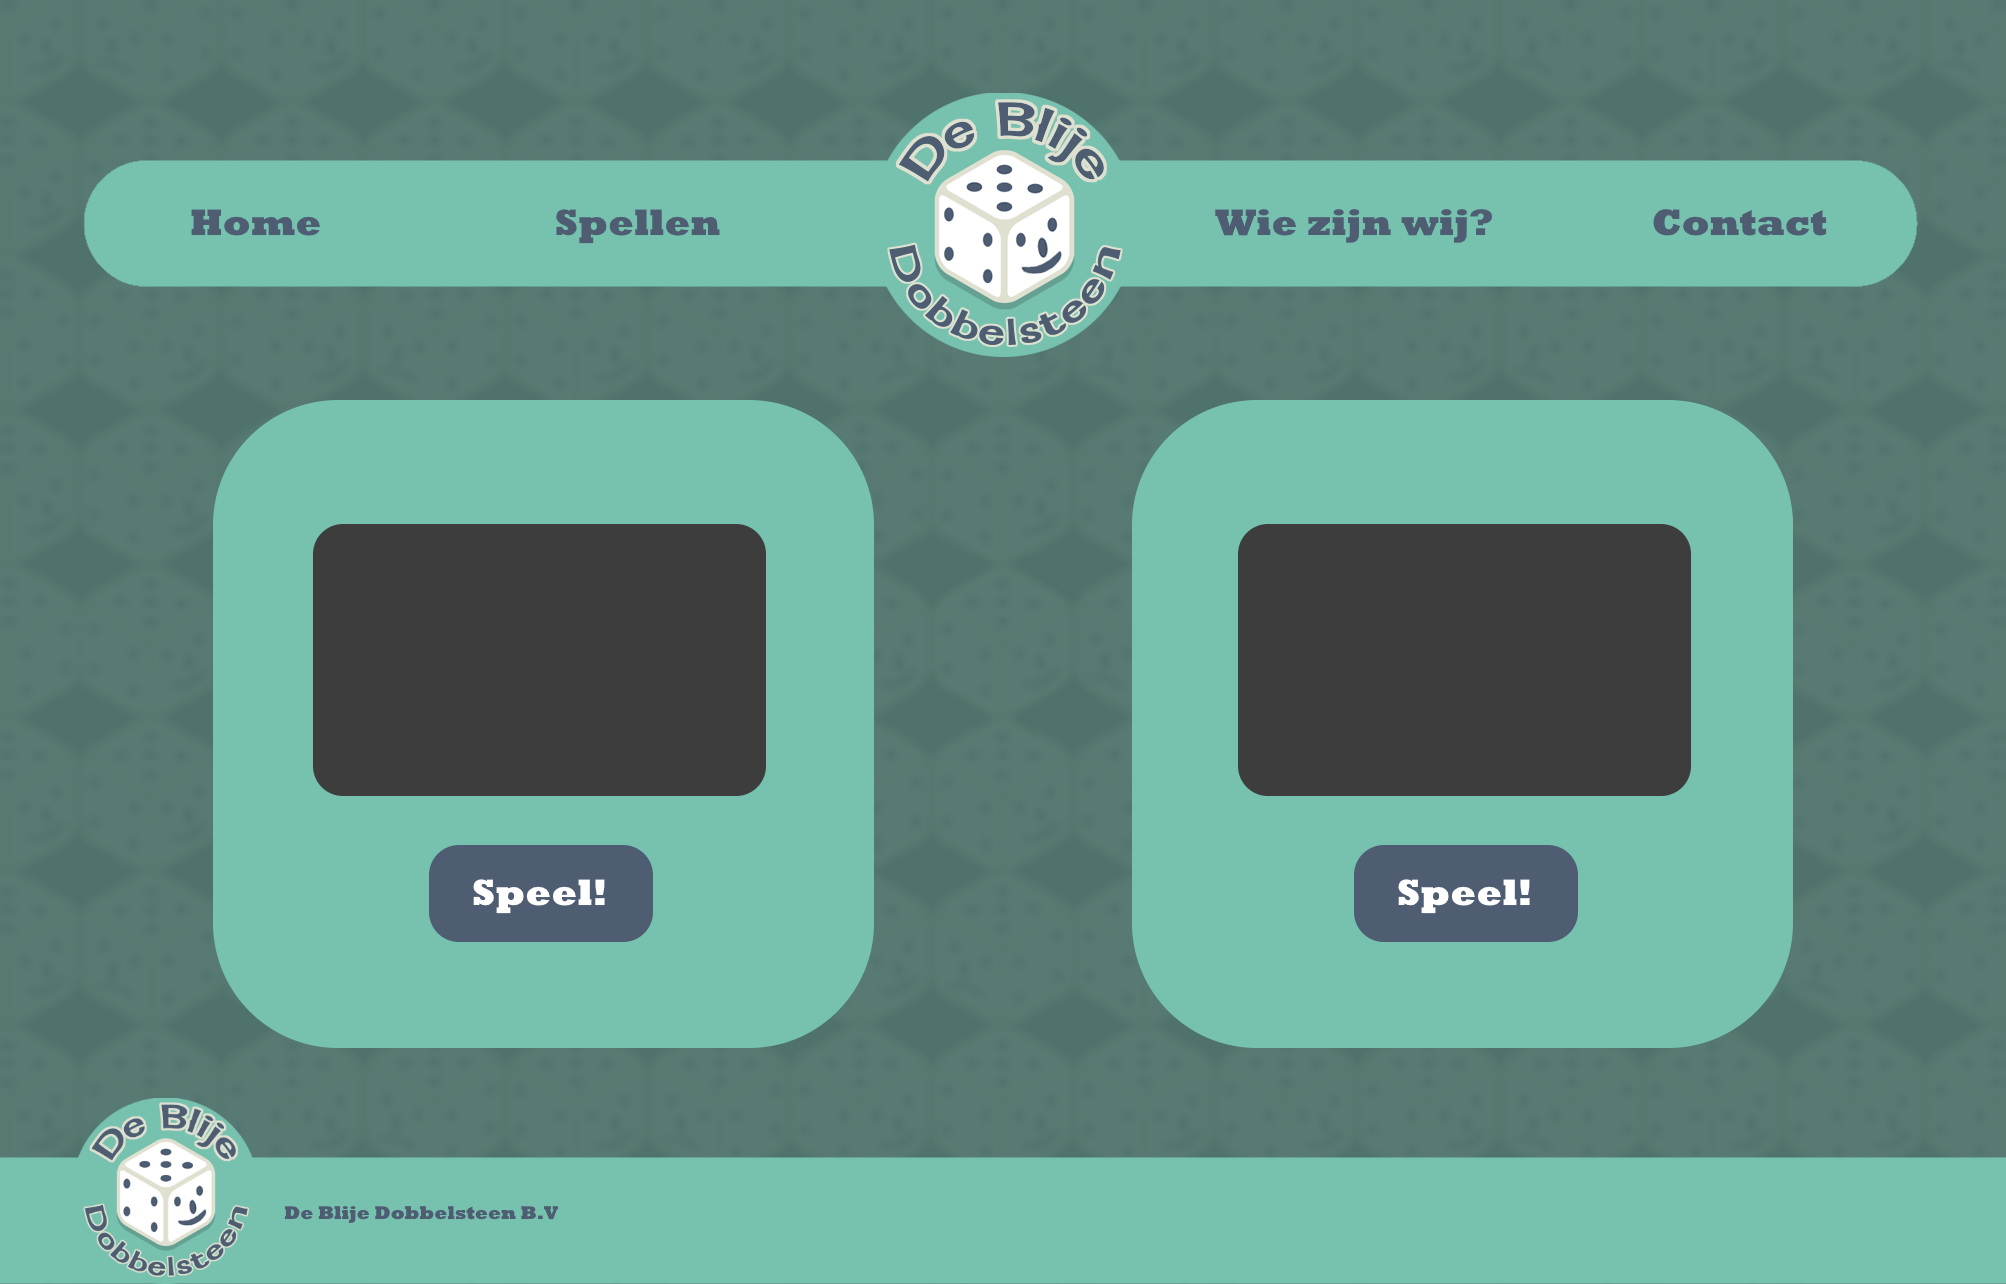 De Blije
Home Spellen Wie zijn wij? Contact
Dobbelsteen
Speel! Speel!
De Blije
De Blije Dobbelsteen B.V
Dobbelsteen